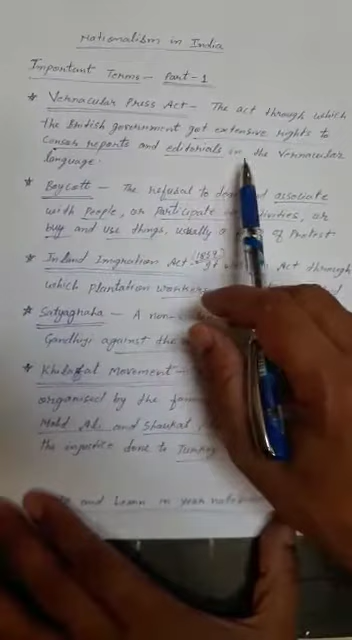 Nationalism in India
Important Terms - Part-1
* Vernacular Press Act - The act through which
the British government got extensive rights to
censor reports and editorials in the Vernacular
language.
* Boycott - The refusal to deal and associate
with People, or Participate in activities, or
buy and use things, usually a of Protest
* Inland Imgration Act (1859) - It Act through
which plantation workers
* Satyagraha - A non-
Gandhiji against the
* Khilafat Movement -
organised by the
Mohd Ali and Shaukat
the injustice done to Turkey
and Learn in your note